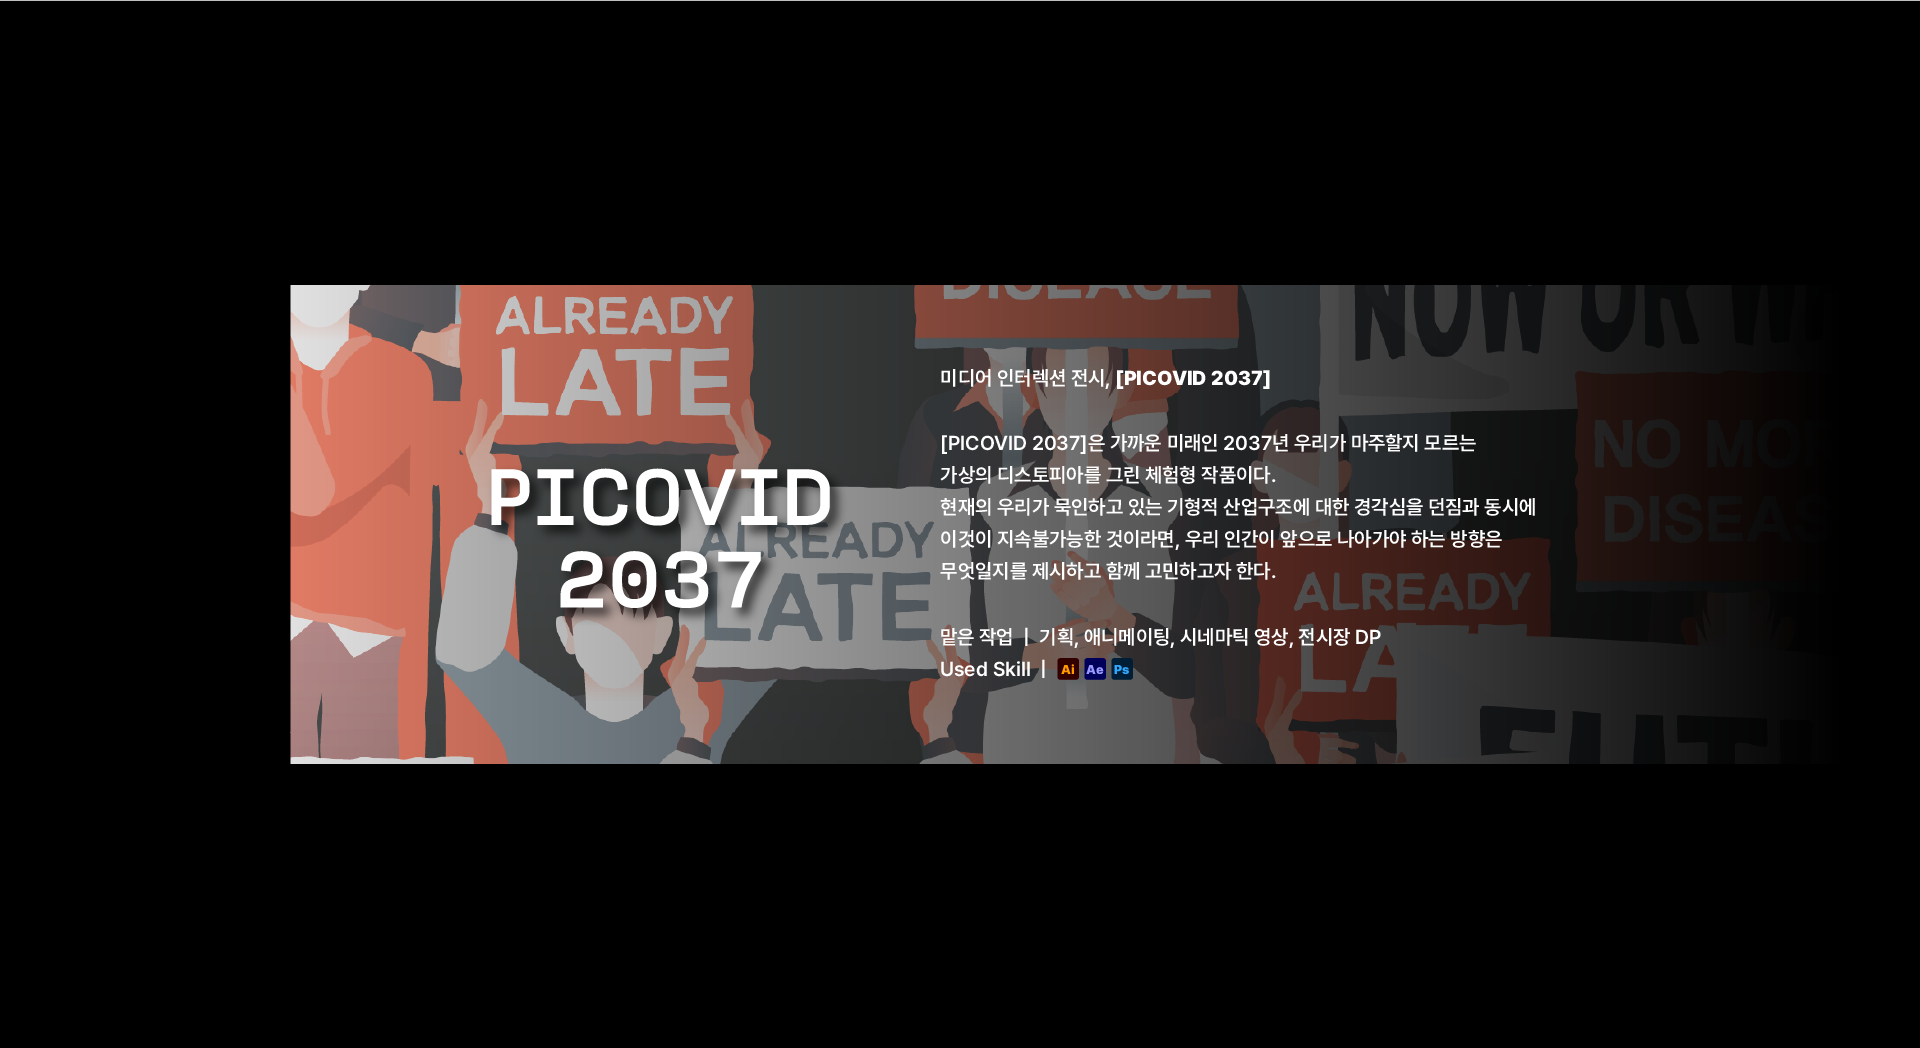 ALREADY
LATE
DISEASE
NOW OR
NO MOR
DISEAS
PICOVID
2037
ALREADY
LATE
미디어 인터렉션 전시, [PICOVID 2037]
[PICOVID 2037]은 가까운 미래인 2037년 우리가 마주할지 모르는
가상의 디스토피아를 그린 체험형 작품이다.
현재의 우리가 묵인하고 있는 기형적 산업구조에 대한 경각심을 던짐과 동시에
이것이 지속불가능한 것이라면, 우리 인간이 앞으로 나아가야 하는 방향은
무엇일지를 제시하고 함께 고민하고자 한다.
맡은 작업 | 기획, 애니메이팅, 시네마틱 영상, 전시장 DP
Used Skill | Ai Ae Ps
ALREADY
LA